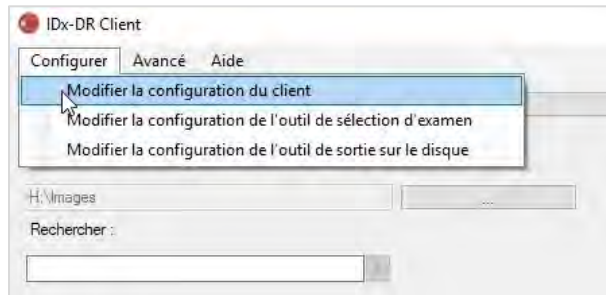 IDx-DR Client
Configurer Avancé Aide
Modifier la configuration du client
Modifier la configuration de l'outil de sélection d'examen
Modifier la configuration de l'outil de sortie sur le disque
H:\Images ...
Rechercher :